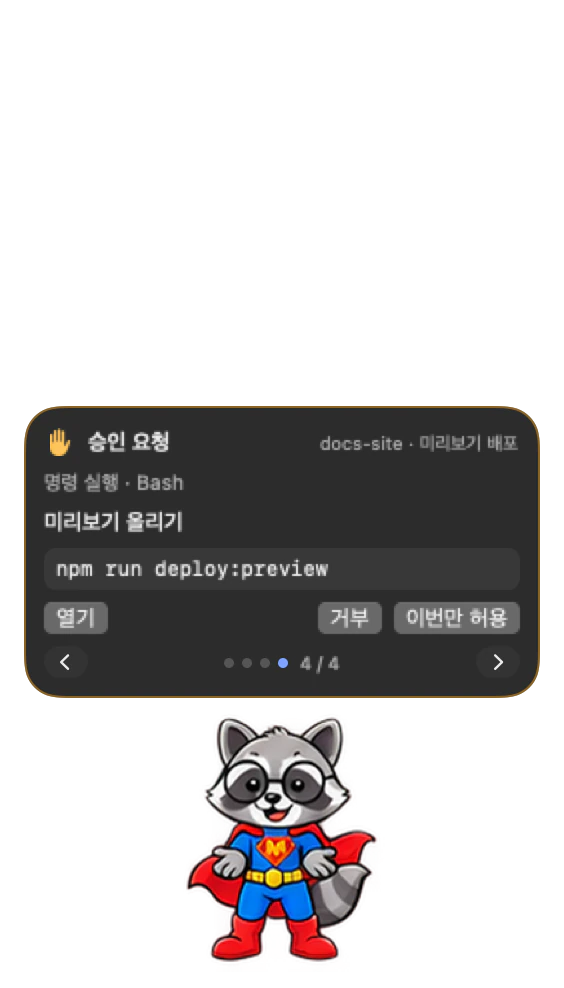 승인 요청
docs-site · 미리보기 배포
명령 실행 · Bash
미리보기 올리기
npm run deploy:preview
열기
거부
이번만 허용
4 / 4
M